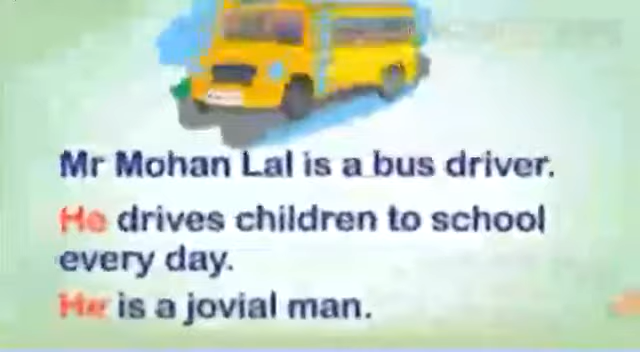 Mr Mohan Lal is a bus driver.
He drives children to school
every day.
He is a jovial man.